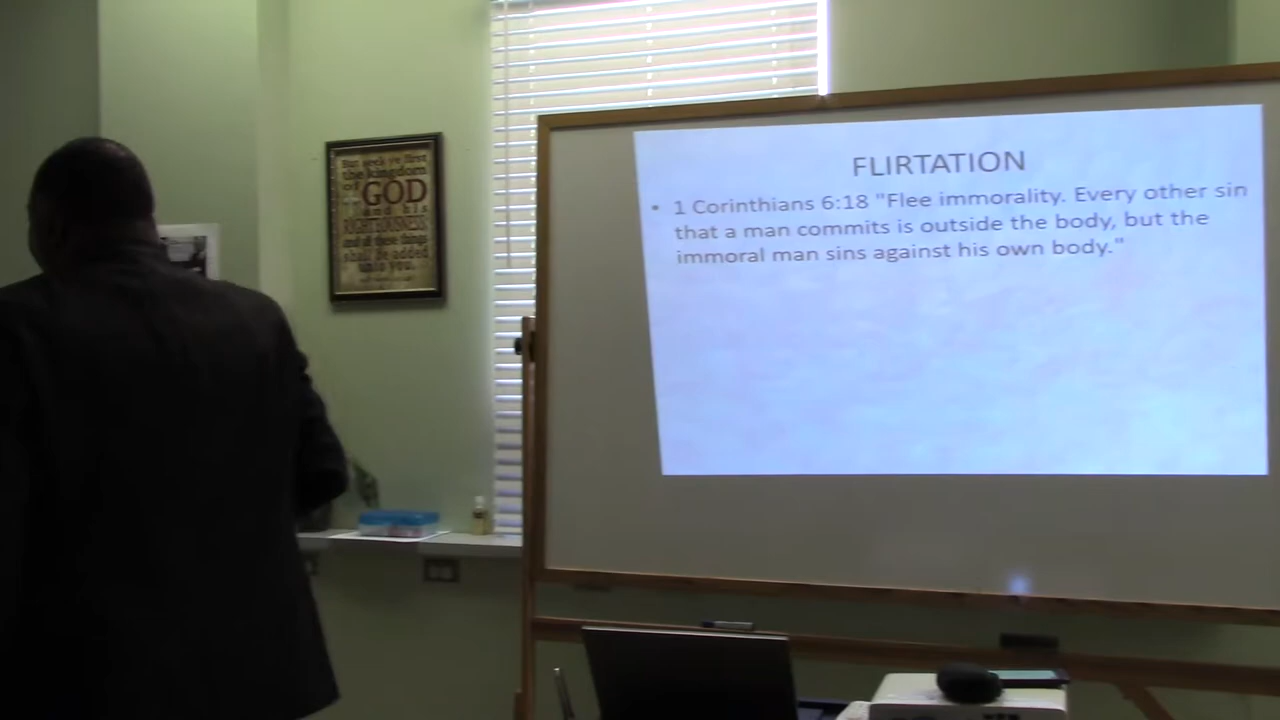 But seek ye first
the kingdom
of GOD
and his
RIGHTEOUSNESS
and all these things
shall be added
unto you.
FLIRTATION
• 1 Corinthians 6:18 "Flee immorality. Every other sin
that a man commits is outside the body, but the
immoral man sins against his own body."